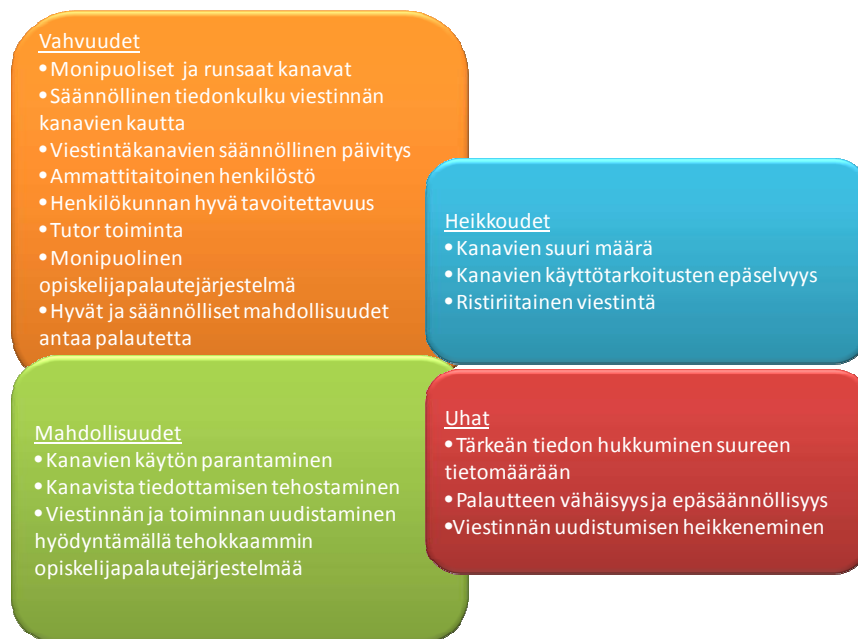 Vahvuudet
•Monipuoliset ja runsaat kanavat
•Säännöllinen tiedonkulku viestinnän
kanavien kautta
•Viestintäkanavien säännöllinen päivitys
•Ammattitaitoinen henkilöstö
•Henkilökunnan hyvä tavoitettavuus
•Tutor toiminta
•Monipuolinen
opiskelijapalautejärjestelmä
•Hyvät ja säännölliset mahdollisuudet
antaa palautetta
Heikkoudet
•Kanavien suuri määrä
•Kanavien käyttötarkoitusten epäselvyys
•Ristiriitainen viestintä
Mahdollisuudet
•Kanavien käytön parantaminen
•Kanavista tiedottamisen tehostaminen
•Viestinnän ja toiminnan uudistaminen
hyödyntämällä tehokkaammin
opiskelijapalautejärjestelmää
Uhat
•Tärkeän tiedon hukkuminen suureen
tietomäärään
•Palautteen vähäisyys ja epäsäännöllisyys
•Viestinnän uudistumisen heikkeneminen